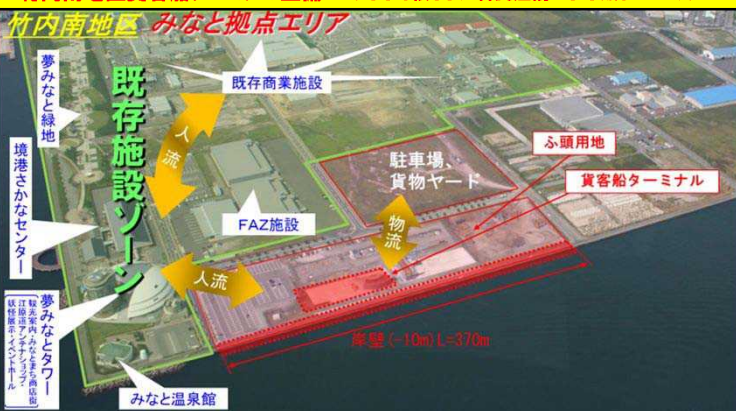 竹内南地区 みなと拠点エリア
夢みなと緑地
既存施設ゾーン
既存商業施設
人流
駐車場、
貨物ヤード
ふ頭用地
貨客船ターミナル
FAZ施設
物流
境港さかなセンター
人流
岸壁(-10m)L=370m
夢みなとタワー
観光案内・みなとまち商店街
江原道アンテナショップ・
妖怪展示・イベントホール
みなと温泉館